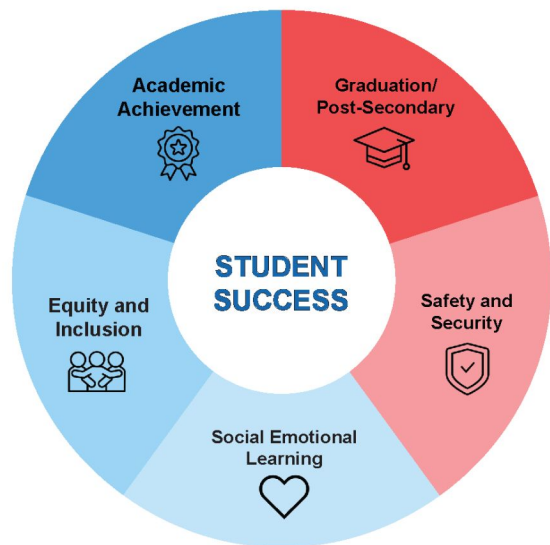 Academic
Achievement
Graduation/
Post-Secondary
STUDENT
SUCCESS
Equity and
Inclusion
Safety and
Security
Social Emotional
Learning